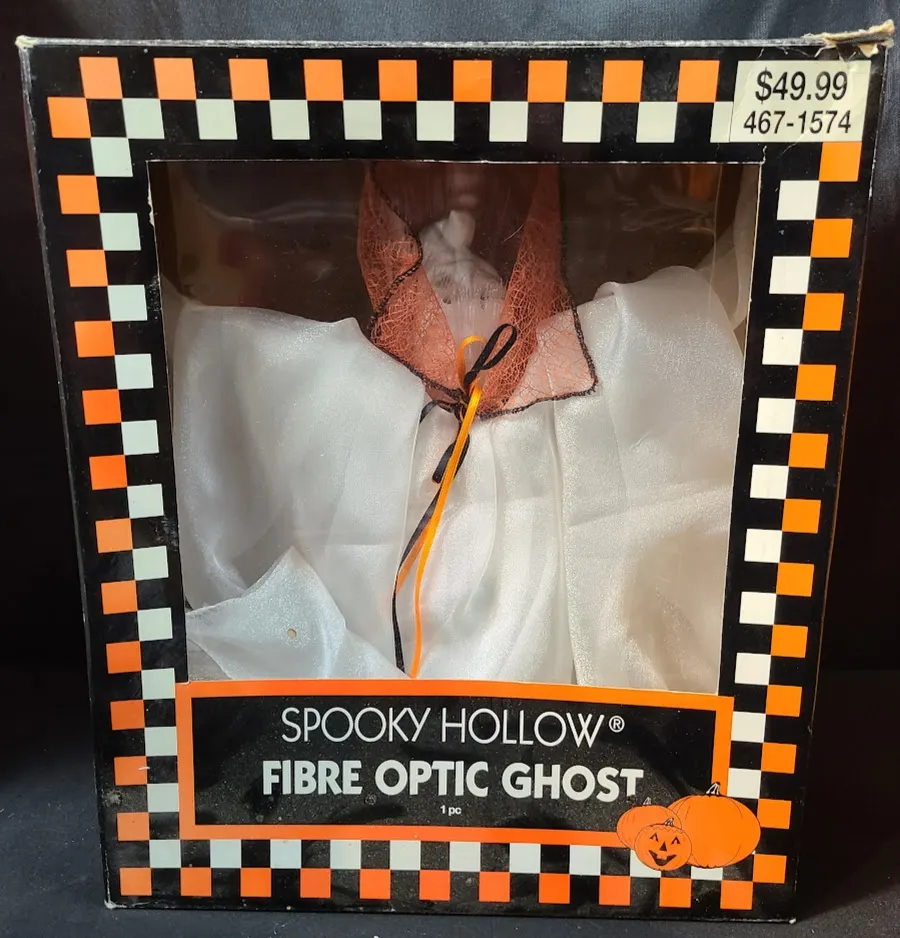 $49.99
467-1574
SPOOKY HOLLOW®
FIBRE OPTIC GHOST
1 pc